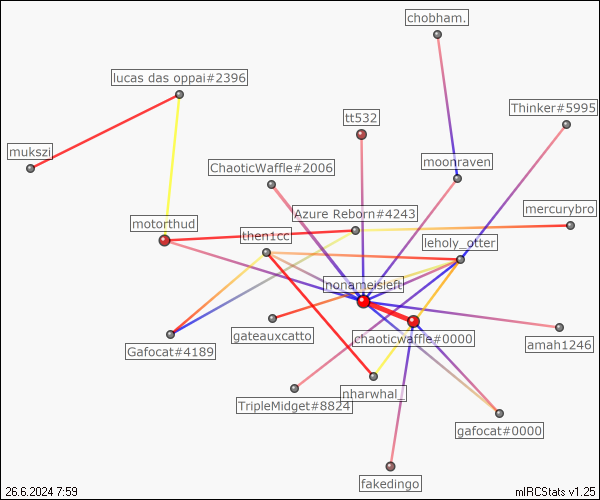 chobham.
lucas das oppai#2396
Thinker#5995
tt532
mukszi
moonraven
ChaoticWaffle#2006
mercurybro
Azure Reborn#4243
motorthud
then1cc
leholy_otter
nonameisleft
gateauxcatto
chaoticwaffle#0000
amah1246
Gafocat#4189
nharwhal_
TripleMidget#8824
gafocat#0000
fakedingo
26.6.2024 7:59
mIRCStats v1.25